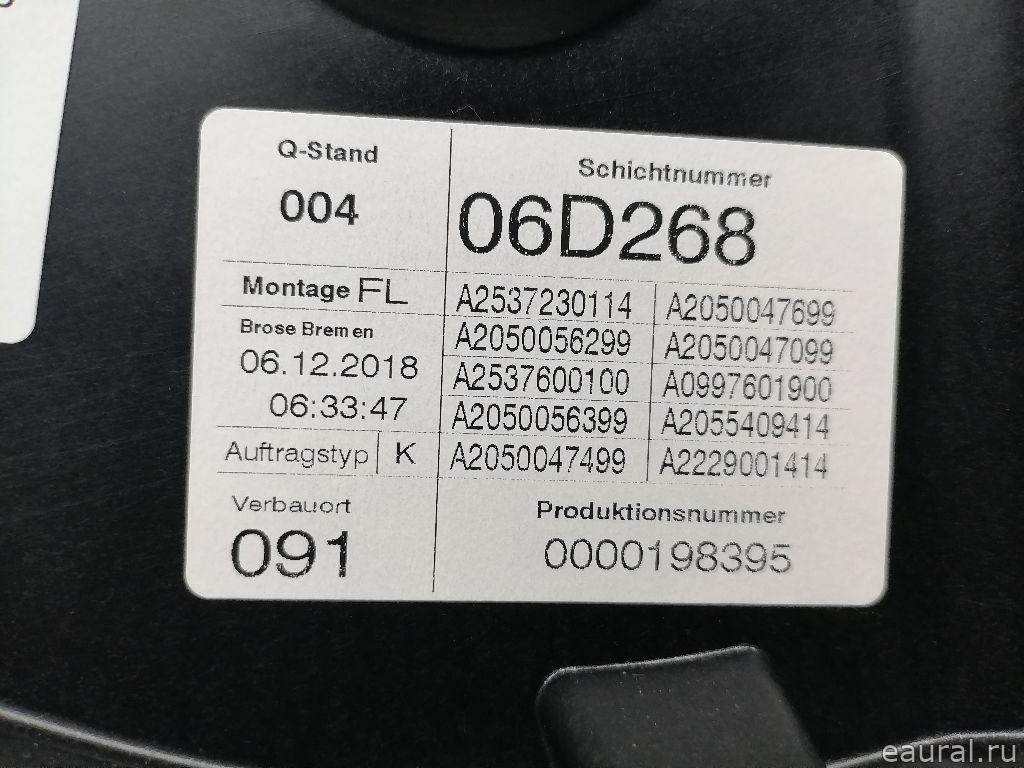 Q-Stand
004
Schichtnummer
06D268
Montage FL
Brose Bremen
06.12.2018
06:33:47
Auftragstyp K
A2537230114 A2050047699
A2050056299 A2050047099
A2537600100 A0997601900
A2050056399 A2055409414
A2050047499 A2229001414
Verbauort
091
Produktionsnummer
0000198395
eaural.ru